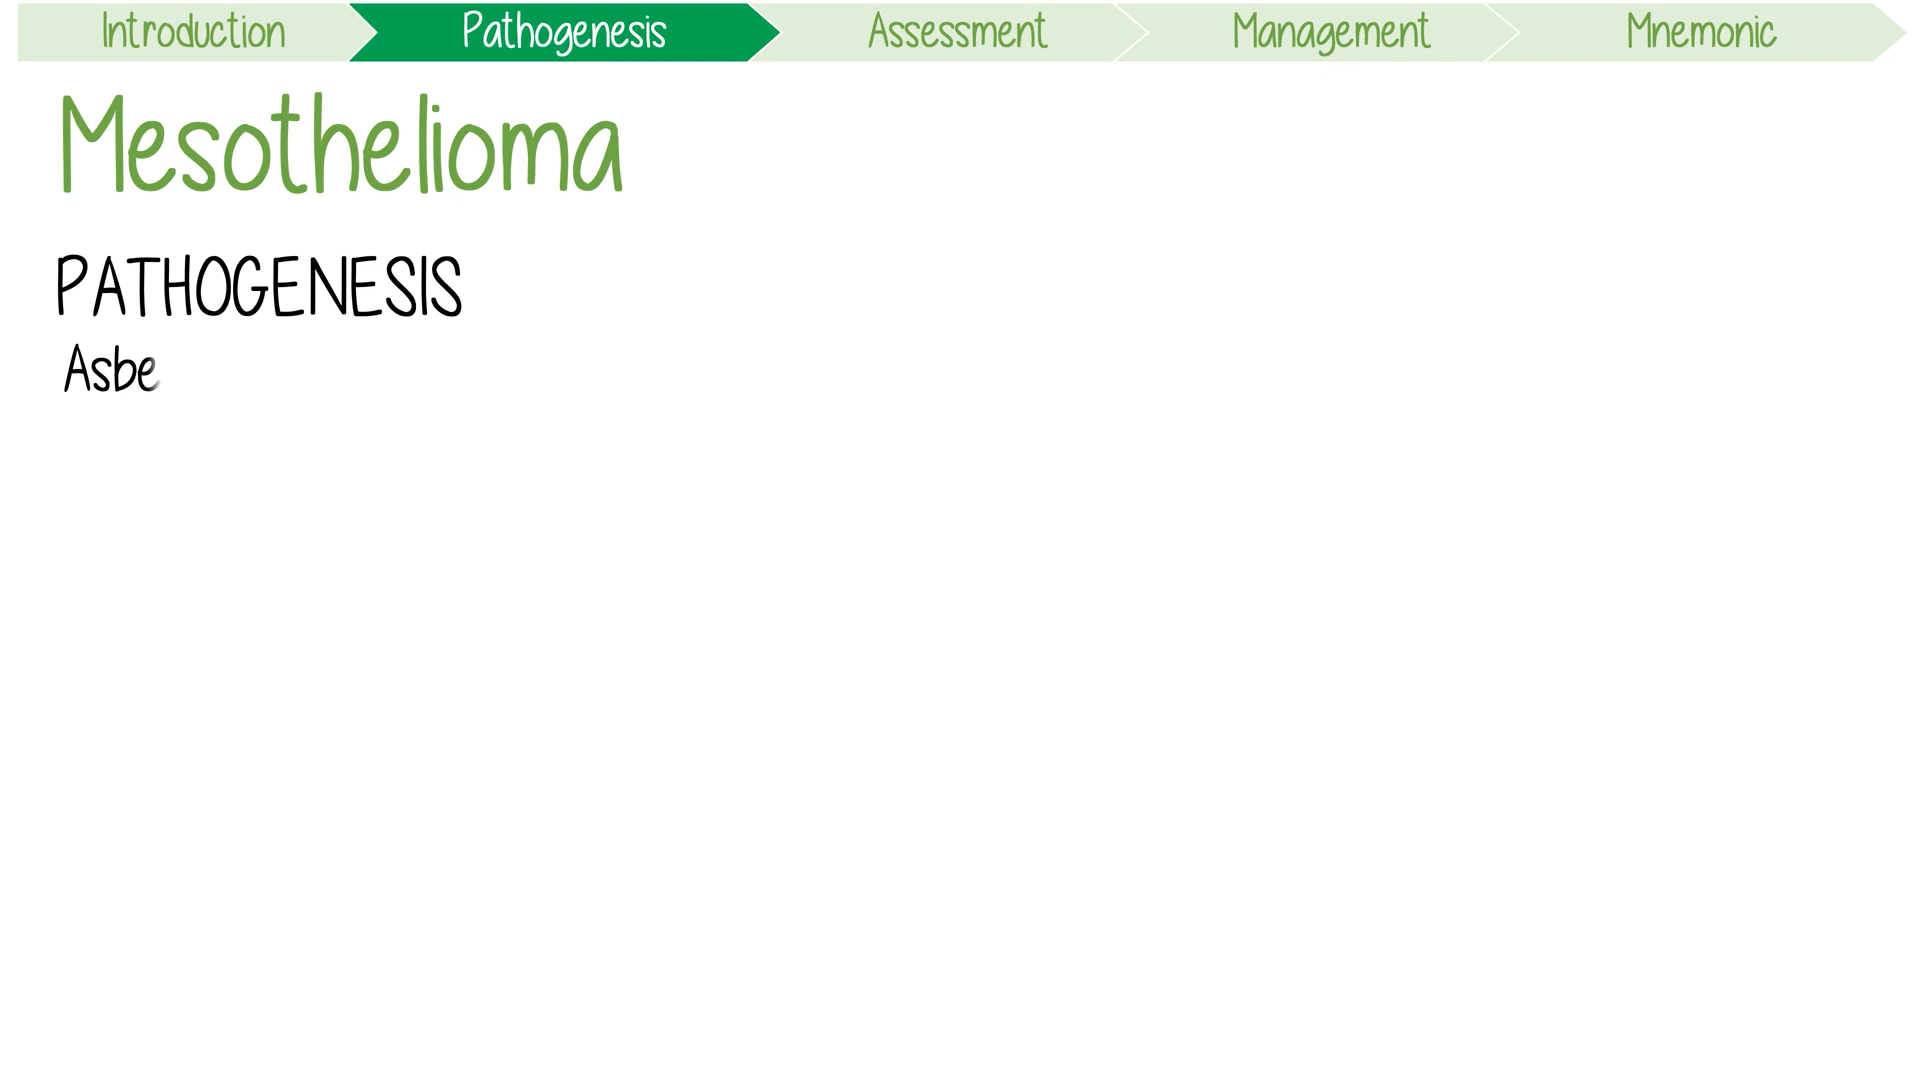 Introduction Pathogenesis Assessment Management Mnemonic
Mesothelioma
PATHOGENESIS
Asbe